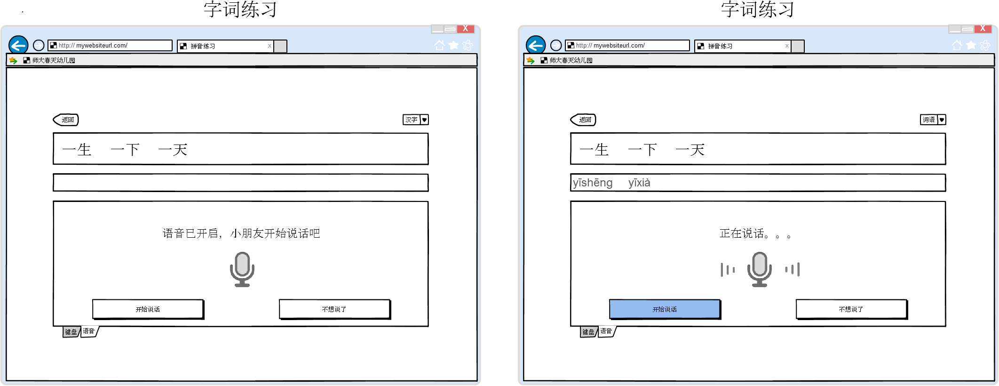 字词练习
http:// mywebsiteurl.com/
拼音练习
x
X
师大春天幼儿园
返回
汉字
一生 一下 一天
语音已开启，小朋友开始说话吧
开始说话
不想说了
键盘
语音
字词练习
http:// mywebsiteurl.com/
拼音练习
x
X
师大春天幼儿园
返回
词语
一生 一下 一天
yīshēng yīxià
正在说话。。。
开始说话
不想说了
键盘
语音